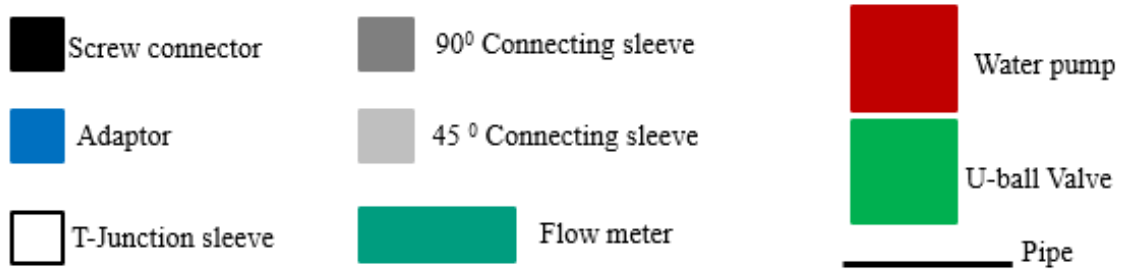 Screw connector
90⁰ Connecting sleeve
Water pump
Adaptor
45 ⁰ Connecting sleeve
U-ball Valve
T-Junction sleeve
Flow meter
Pipe